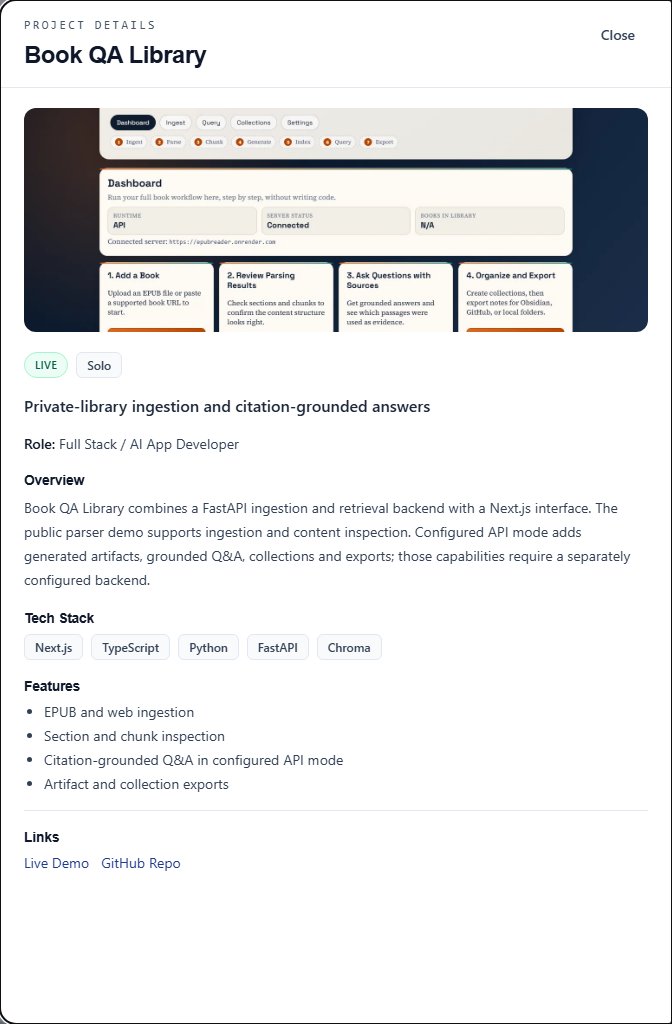 PROJECT DETAILS
Book QA Library
Close
Dashboard Ingest Query Collections Settings
1 Ingest 2 Parse 3 Chunk 4 Generate 5 Index 6 Query 7 Export
Dashboard
Run your full book workflow here, step by step, without writing code.
RUNTIME
API
SERVER STATUS
Connected
BOOKS IN LIBRARY
N/A
Connected server: https://epubreader.onrender.com
1. Add a Book
Upload an EPUB file or paste
a supported book URL to
start.
2. Review Parsing
Results
Check sections and chunks to
confirm the content structure
looks right.
3. Ask Questions with
Sources
Get grounded answers and
see which passages were
used as evidence.
4. Organize and Export
Create collections, then
export notes for Obsidian,
GitHub, or local folders.
LIVE Solo
Private-library ingestion and citation-grounded answers
Role: Full Stack / AI App Developer
Overview
Book QA Library combines a FastAPI ingestion and retrieval backend with a Next.js interface. The
public parser demo supports ingestion and content inspection. Configured API mode adds
generated artifacts, grounded Q&A, collections and exports; those capabilities require a separately
configured backend.
Tech Stack
Next.js TypeScript Python FastAPI Chroma
Features
• EPUB and web ingestion
• Section and chunk inspection
• Citation-grounded Q&A in configured API mode
• Artifact and collection exports
Links
Live Demo GitHub Repo